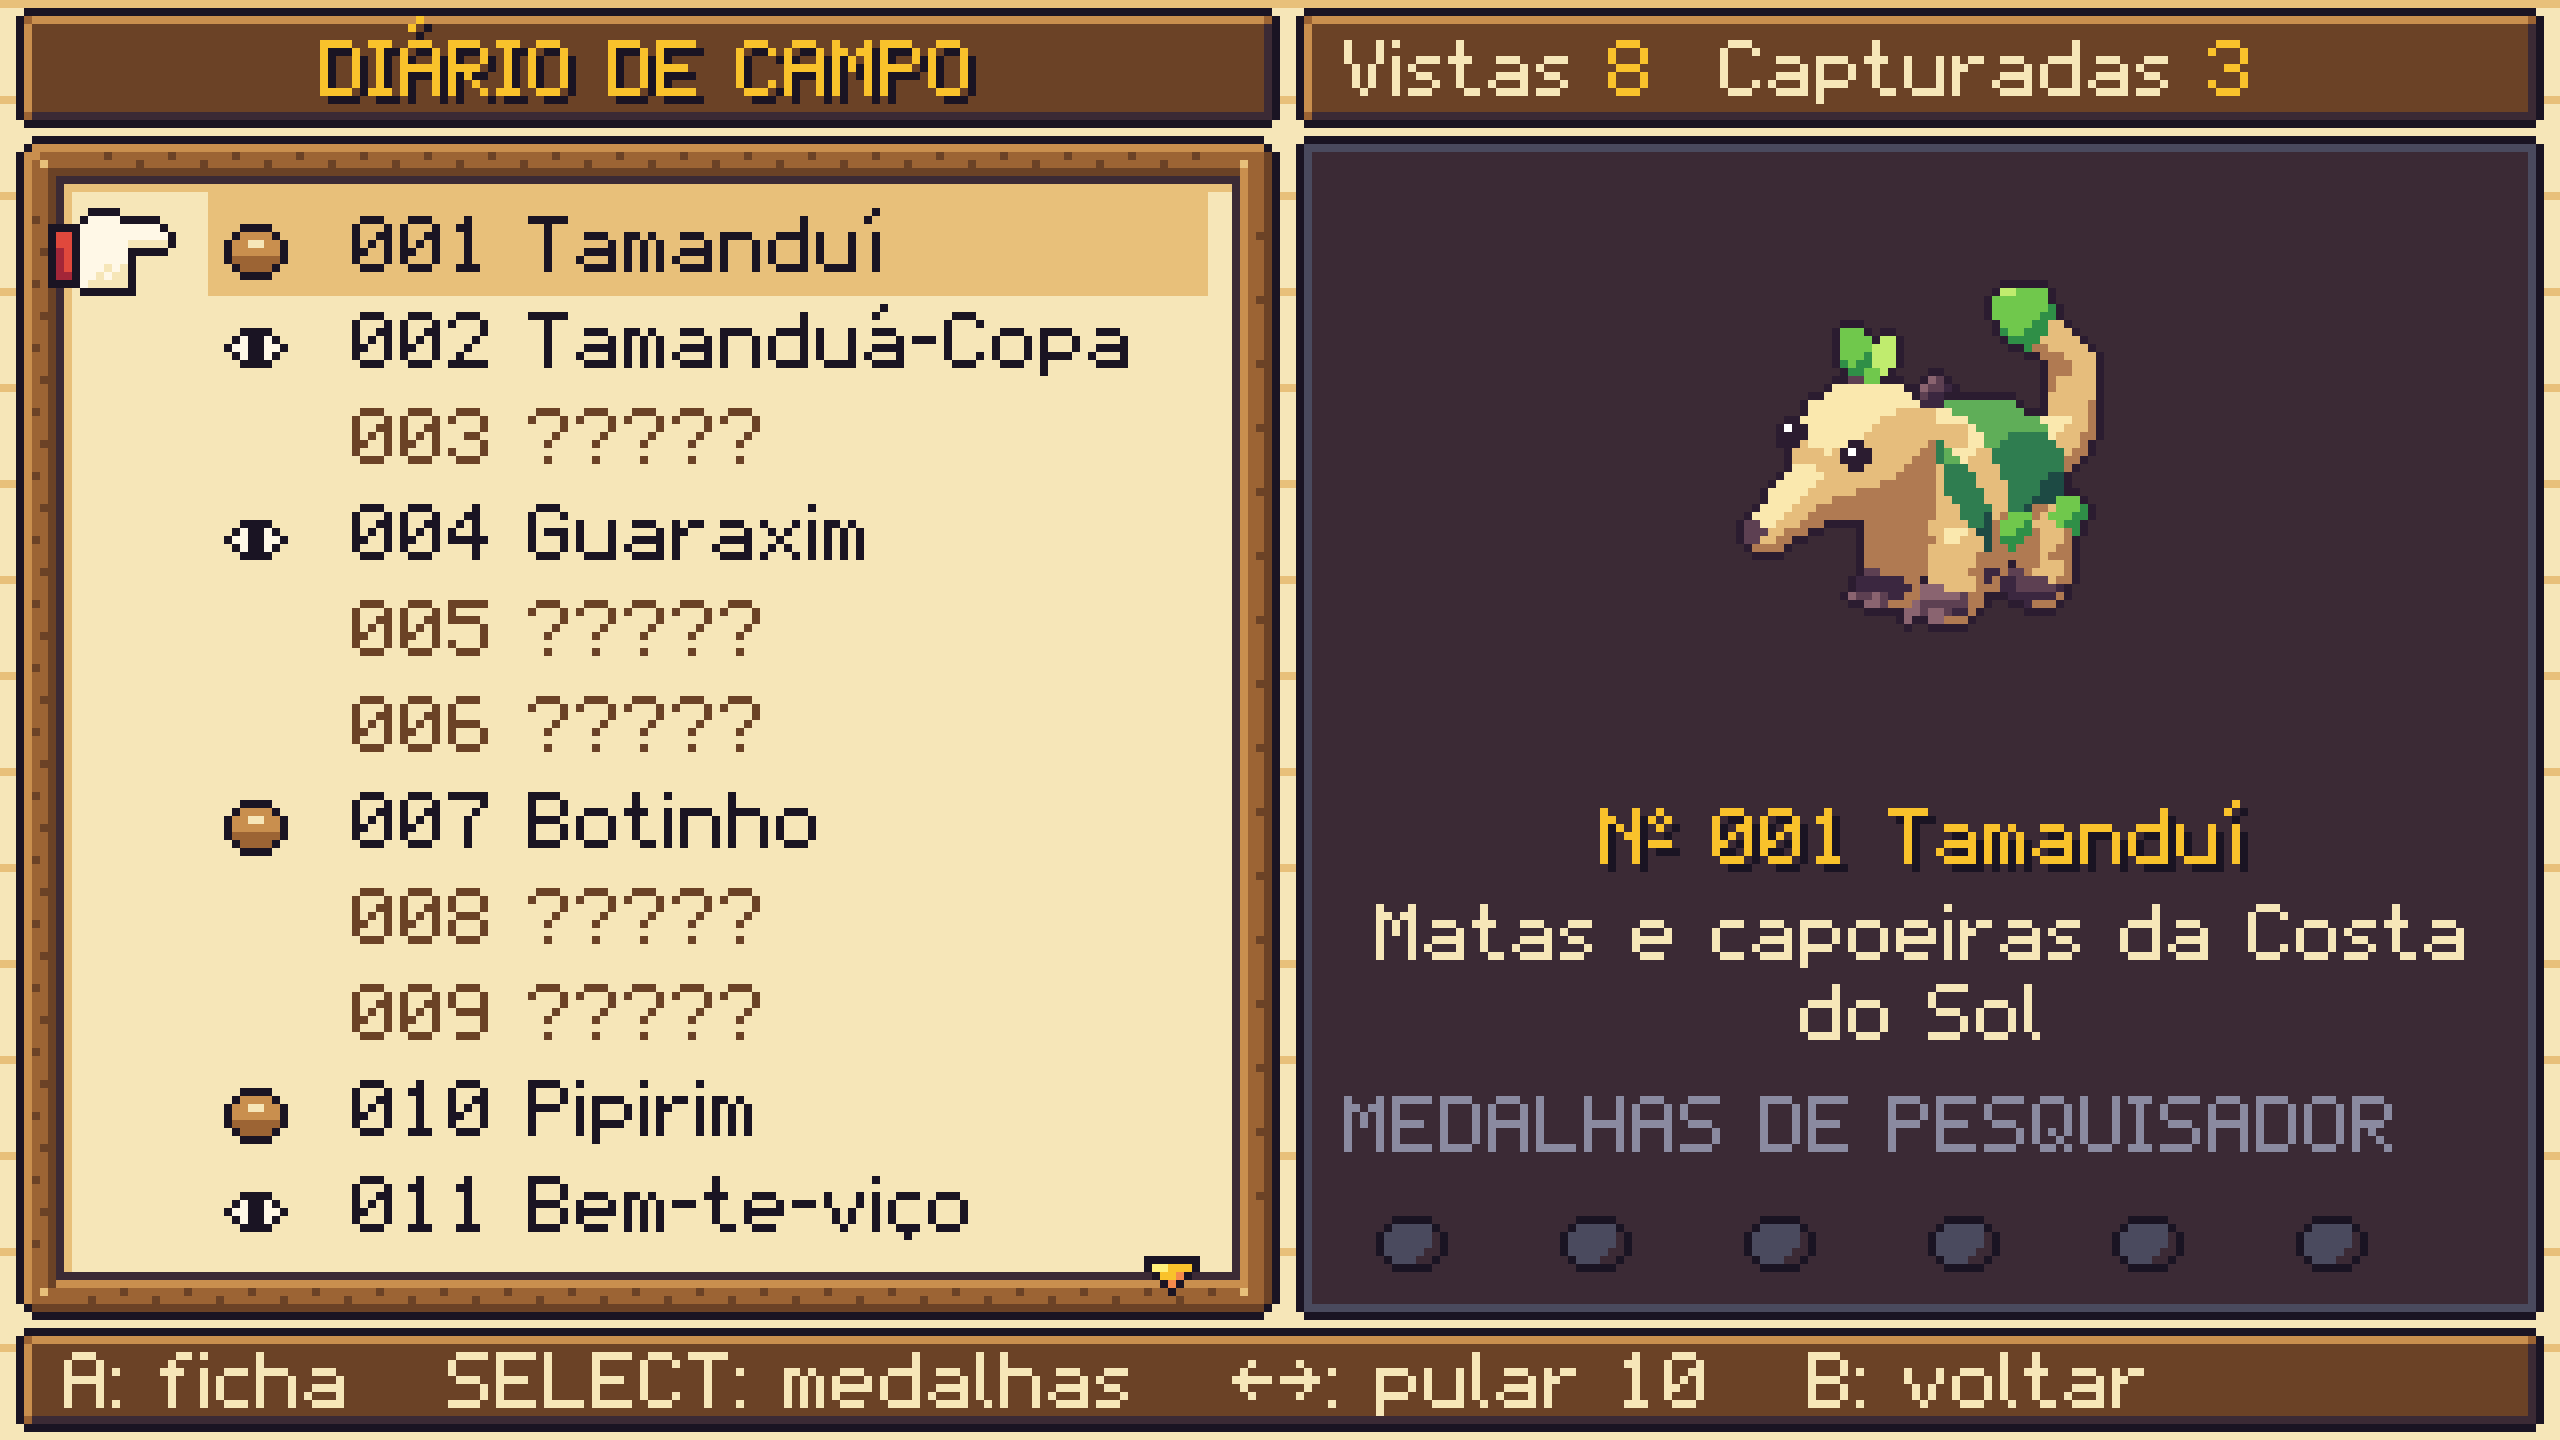 DIÁRIO DE CAMPO
Vistas 8 Capturadas 3
001 Tamanduí
002 Tamanduá-Copa
003 ?????
004 Guaraxim
005 ?????
006 ?????
007 Botinho
008 ?????
009 ?????
010 Pipirim
011 Bem-te-viço
Nº 001 Tamanduí
Matas e capoeiras da Costa
do Sol
MEDALHAS DE PESQUISADOR
A: ficha SELECT: medalhas ←→: pular 10 B: voltar